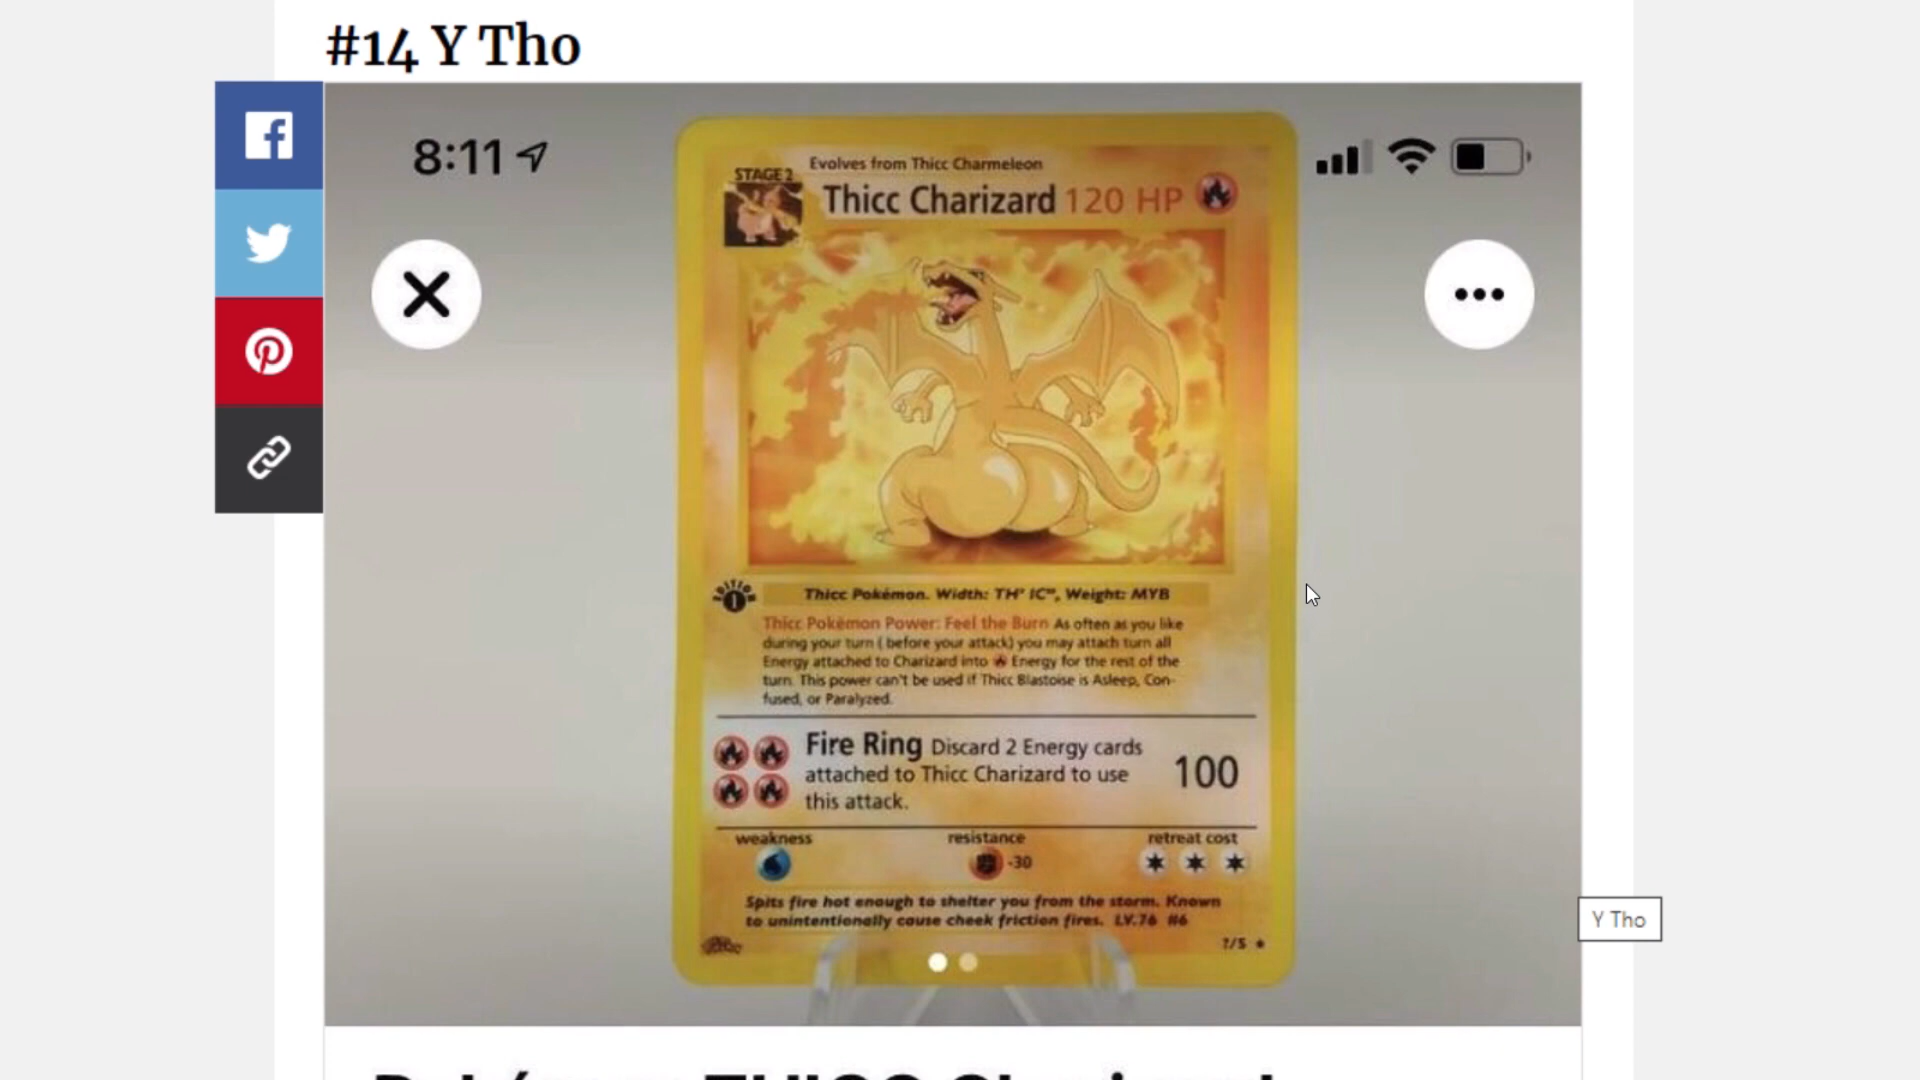 #14 Y Tho
8:11
Evolves from Thicc Charmeleon
STAGE 2
Thicc Charizard 120 HP
EDITION
1
Thicc Pokémon. Width: TH' IC", Weight: MYB
Thicc Pokémon Power: Feel the Burn As often as you like
during your turn ( before your attack) you may attach turn all
Energy attached to Charizard into Energy for the rest of the
turn. This power can't be used if Thicc Blastoise is Asleep, Con-
fused, or Paralyzed.
Fire Ring Discard 2 Energy cards
attached to Thicc Charizard to use
this attack.
100
weakness
resistance
retreat cost
-30
Spits fire hot enough to shelter you from the storm. Known
to unintentionally cause cheek friction fires. LV.76 #6
Y Tho